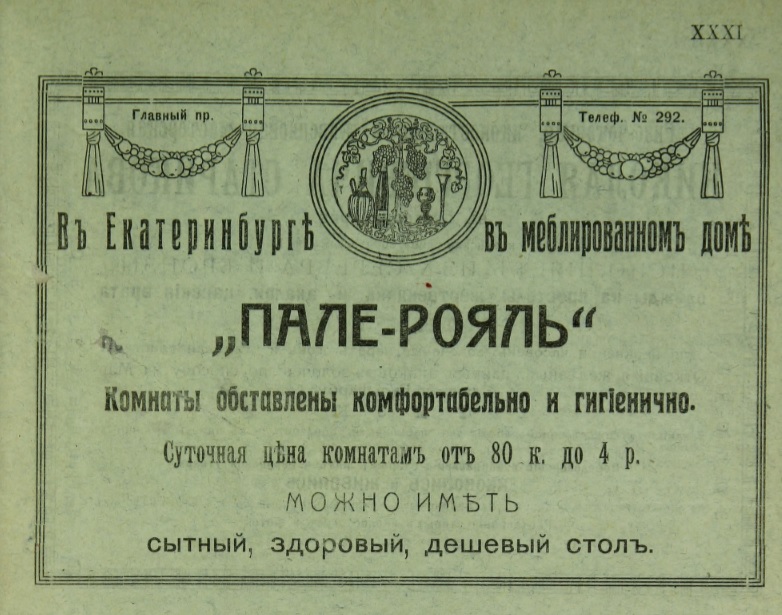 XXXI
Главный пр.
Телеф. № 292.
Въ Екатеринбургѣ
въ меблированномъ домѣ
„ПАЛЕ-РОЯЛЬ“
Комнаты обставлены комфортабельно и гигіенично.
Суточная цѣна комнатамъ отъ 80 к. до 4 р.
МОЖНО ИМѢТЬ
сытный, здоровый, дешевый столъ.